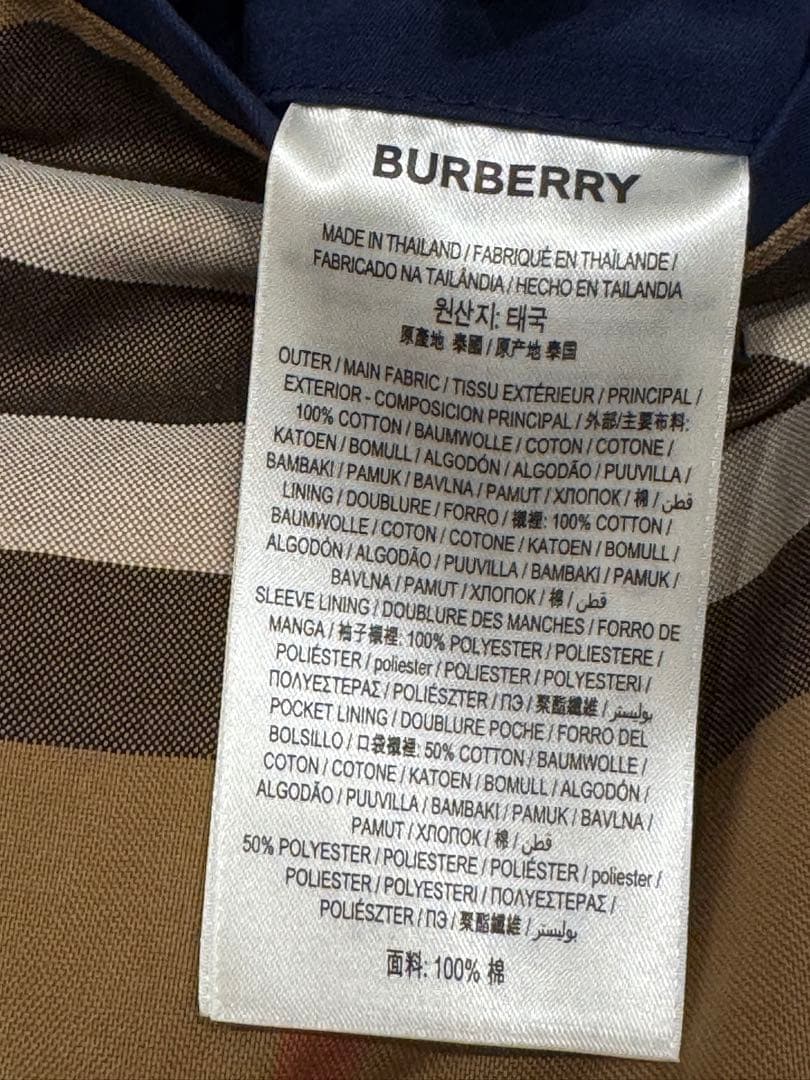 BURBERRY
MADE IN THAILAND / FABRIQUÉ EN THAÏLANDE /
FABRICADO NA TAILÂNDIA / HECHO EN TAILANDIA
원산지: 태국
原產地 泰國 / 原产地 泰国
OUTER / MAIN FABRIC / TISSU EXTÉRIEUR / PRINCIPAL /
EXTERIOR - COMPOSICION PRINCIPAL / 外部/主要布料:
100% COTTON / BAUMWOLLE / COTON / COTONE /
KATOEN / BOMULL / ALGODÓN / ALGODÃO / PUUVILLA /
BAMBAKI / PAMUK / BAVLNA / PAMUT / ХЛОПОК / 棉 / قطن /
LINING / DOUBLURE / FORRO / 襯裡: 100% COTTON /
BAUMWOLLE / COTON / COTONE / KATOEN / BOMULL /
ALGODÓN / ALGODÃO / PUUVILLA / BAMBAKI / PAMUK /
BAVLNA / PAMUT / ХЛОПОК / 棉 / قطن
SLEEVE LINING / DOUBLURE DES MANCHES / FORRO DE
MANGA / 袖子襯裡: 100% POLYESTER / POLIESTERE /
POLIÉSTER / poliester / POLIESTER / POLYESTERI /
ΠΟΛΥΕΣΤΕΡΑΣ / POLIÉSZTER / ПЭ / 聚酯纖維 / بوليستر
POCKET LINING / DOUBLURE POCHE / FORRO DEL
BOLSILLO / 口袋襯裡: 50% COTTON / BAUMWOLLE /
COTON / COTONE / KATOEN / BOMULL / ALGODÓN /
ALGODÃO / PUUVILLA / BAMBAKI / PAMUK / BAVLNA /
PAMUT / ХЛОПОК / 棉 / قطن
50% POLYESTER / POLIESTERE / POLIÉSTER / poliester /
POLIESTER / POLYESTERI / ΠΟΛΥΕΣΤΕΡΑΣ /
POLIÉSZTER / ПЭ / 聚酯纖維 / بوليستر
面料: 100% 棉